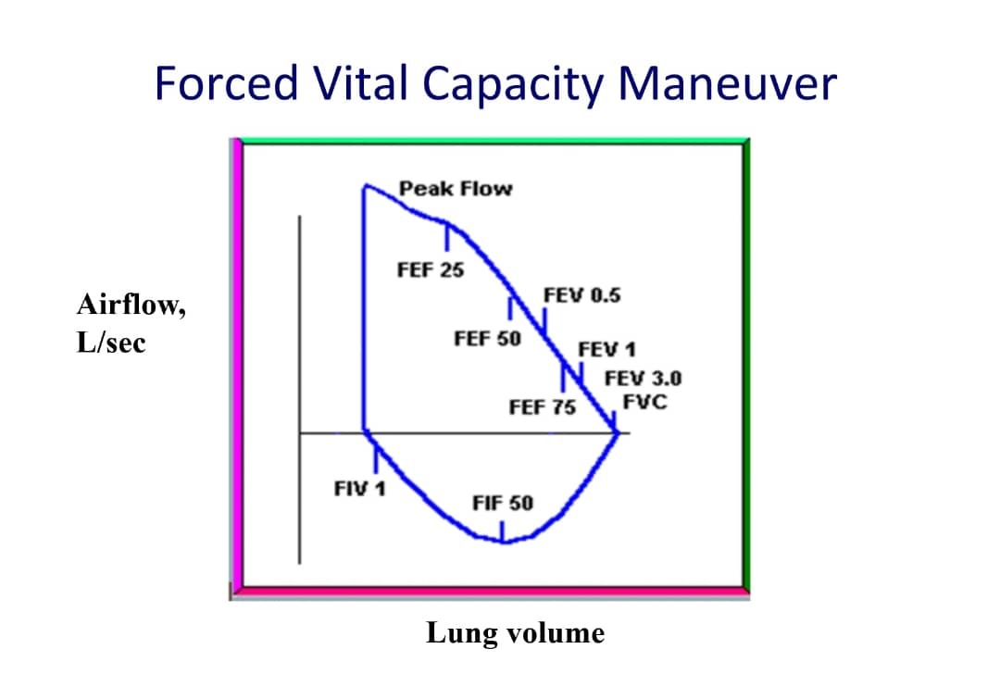 Forced Vital Capacity Maneuver
Peak Flow
FEF 25
FEV 0.5
Airflow,
L/sec
FEF 50
FEV 1
FEV 3.0
FEF 75
FVC
FIV 1
FIF 50
Lung volume